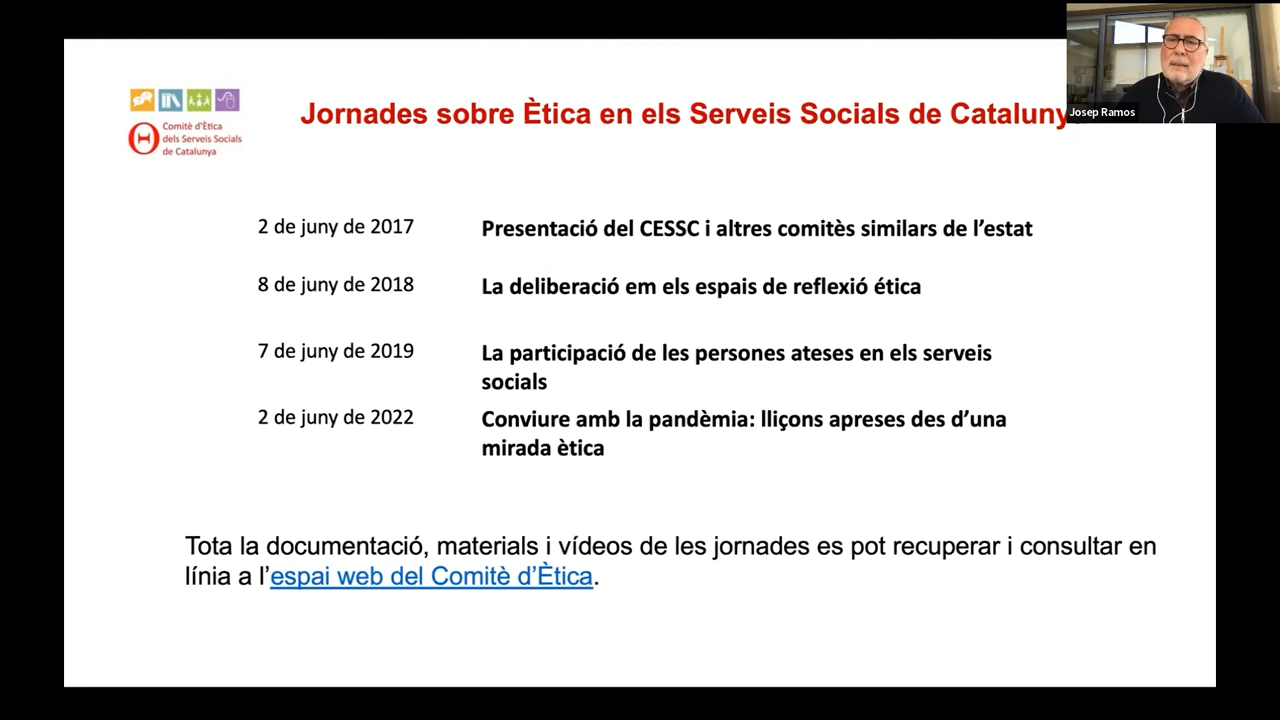 Comitè d'Ètica
dels Serveis Socials
de Catalunya
Jornades sobre Ètica en els Serveis Socials de Cataluny
Josep Ramos
2 de juny de 2017
Presentació del CESSC i altres comitès similars de l'estat
8 de juny de 2018
La deliberació em els espais de reflexió ética
7 de juny de 2019
La participació de les persones ateses en els serveis
socials
2 de juny de 2022
Conviure amb la pandèmia: lliçons apreses des d'una
mirada ètica
Tota la documentació, materials i vídeos de les jornades es pot recuperar i consultar en
línia a l'espai web del Comitè d'Ètica.